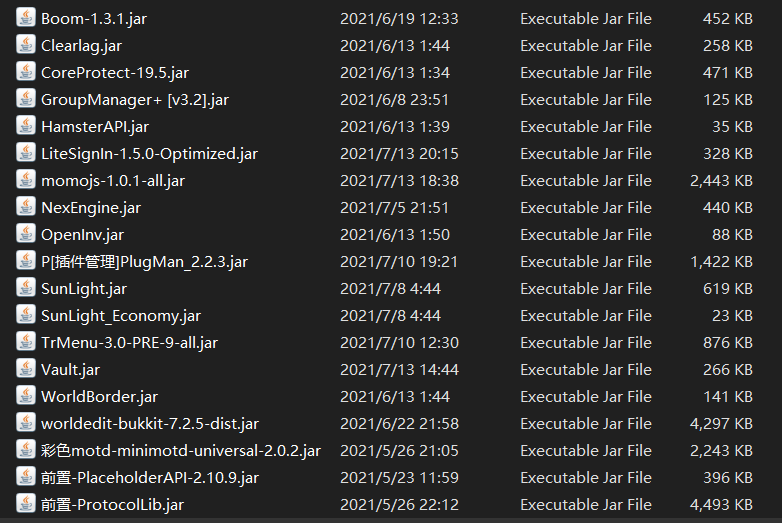 Boom-1.3.1.jar 2021/6/19 12:33 Executable Jar File 452 KB
Clearlag.jar 2021/6/13 1:44 Executable Jar File 258 KB
CoreProtect-19.5.jar 2021/6/13 1:34 Executable Jar File 471 KB
GroupManager+ [v3.2].jar 2021/6/8 23:51 Executable Jar File 125 KB
HamsterAPI.jar 2021/6/13 1:39 Executable Jar File 35 KB
LiteSignIn-1.5.0-Optimized.jar 2021/7/13 20:15 Executable Jar File 328 KB
momojs-1.0.1-all.jar 2021/7/13 18:38 Executable Jar File 2,443 KB
NexEngine.jar 2021/7/5 21:51 Executable Jar File 440 KB
OpenInv.jar 2021/6/13 1:50 Executable Jar File 88 KB
P[插件管理]PlugMan_2.2.3.jar 2021/7/10 19:21 Executable Jar File 1,422 KB
SunLight.jar 2021/7/8 4:44 Executable Jar File 619 KB
SunLight_Economy.jar 2021/7/8 4:44 Executable Jar File 23 KB
TrMenu-3.0-PRE-9-all.jar 2021/7/10 12:30 Executable Jar File 876 KB
Vault.jar 2021/7/13 14:44 Executable Jar File 266 KB
WorldBorder.jar 2021/6/13 1:44 Executable Jar File 141 KB
worldedit-bukkit-7.2.5-dist.jar 2021/6/22 21:58 Executable Jar File 4,297 KB
彩色motd-minimotd-universal-2.0.2.jar 2021/5/26 21:05 Executable Jar File 2,243 KB
前置-PlaceholderAPI-2.10.9.jar 2021/5/23 11:59 Executable Jar File 396 KB
前置-ProtocolLib.jar 2021/5/26 22:12 Executable Jar File 4,493 KB